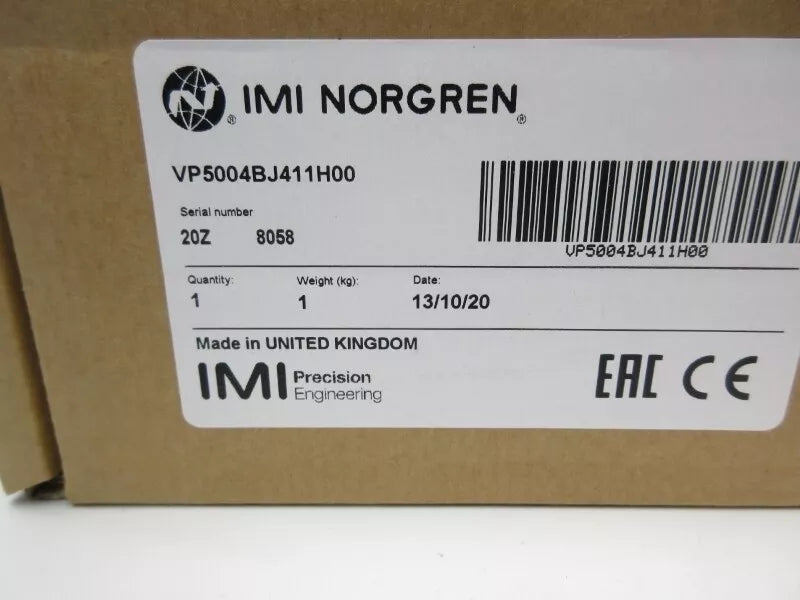 IMI NORGREN®
VP5004BJ411H00
Serial number
20Z 8058
VP5004BJ411H00
Quantity: Weight (kg): Date:
1 1 13/10/20
Made in UNITED KINGDOM
IMI Precision
Engineering
EAC CE